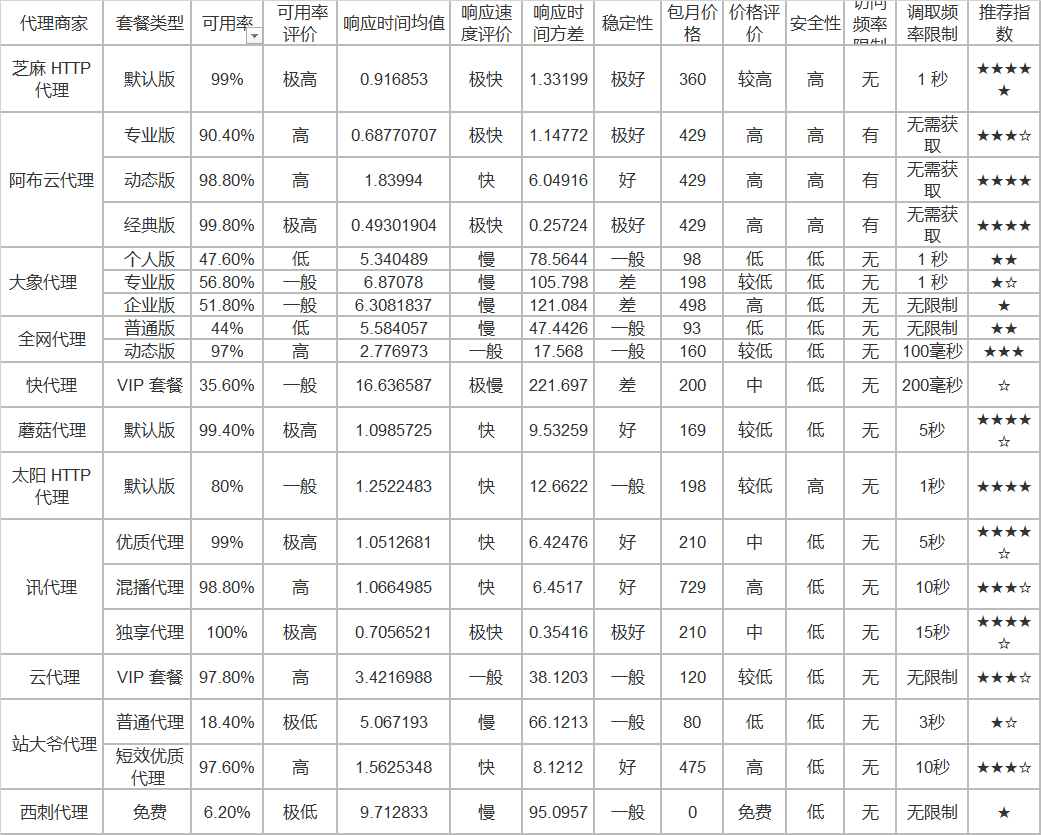 代理商家 套餐类型 可用率 可用率评价 响应时间均值 响应速度评价 响应时间方差 稳定性 包月价格 价格评价 安全性 访问频率限制 调取频率限制 推荐指数
芝麻 HTTP 代理 默认版 99% 极高 0.916853 极快 1.33199 极好 360 较高 高 无 1 秒 ★★★★★
阿布云代理 专业版 90.40% 高 0.68770707 极快 1.14772 极好 429 高 高 有 无需获取 ★★★☆
动态版 98.80% 高 1.83994 快 6.04916 好 429 高 高 有 无需获取 ★★★★
经典版 99.80% 极高 0.49301904 极快 0.25724 极好 429 高 高 有 无需获取 ★★★★
大象代理 个人版 47.60% 低 5.340489 慢 78.5644 一般 98 低 低 无 1 秒 ★★
专业版 56.80% 一般 6.87078 慢 105.798 差 198 较低 低 无 1 秒 ★☆
企业版 51.80% 一般 6.3081837 慢 121.084 差 498 高 低 无 无限制 ★
全网代理 普通版 44% 低 5.584057 慢 47.4426 一般 93 低 低 无 无限制 ★★
动态版 97% 高 2.776973 一般 17.568 一般 160 较低 低 无 100毫秒 ★★★
快代理 VIP 套餐 35.60% 一般 16.636587 极慢 221.697 差 200 中 低 无 200毫秒 ☆
蘑菇代理 默认版 99.40% 极高 1.0985725 快 9.53259 好 169 较低 低 无 5秒 ★★★★☆
太阳 HTTP 代理 默认版 80% 一般 1.2522483 快 12.6622 一般 198 较低 高 无 1秒 ★★★★
讯代理 优质代理 99% 极高 1.0512681 快 6.42476 好 210 中 低 无 5秒 ★★★★☆
混播代理 98.80% 高 1.0664985 快 6.4517 好 729 高 低 无 10秒 ★★★☆
独享代理 100% 极高 0.7056521 极快 0.35416 极好 210 中 低 无 15秒 ★★★★☆
云代理 VIP 套餐 97.80% 高 3.4216988 一般 38.1203 一般 120 较低 低 无 无限制 ★★★☆
站大爷代理 普通代理 18.40% 极低 5.067193 慢 66.1213 一般 80 低 低 无 3秒 ★☆
短效优质代理 97.60% 高 1.5625348 快 8.1212 好 475 高 低 无 10秒 ★★★☆
西刺代理 免费 6.20% 极低 9.712833 慢 95.0957 一般 0 免费 低 无 无限制 ★